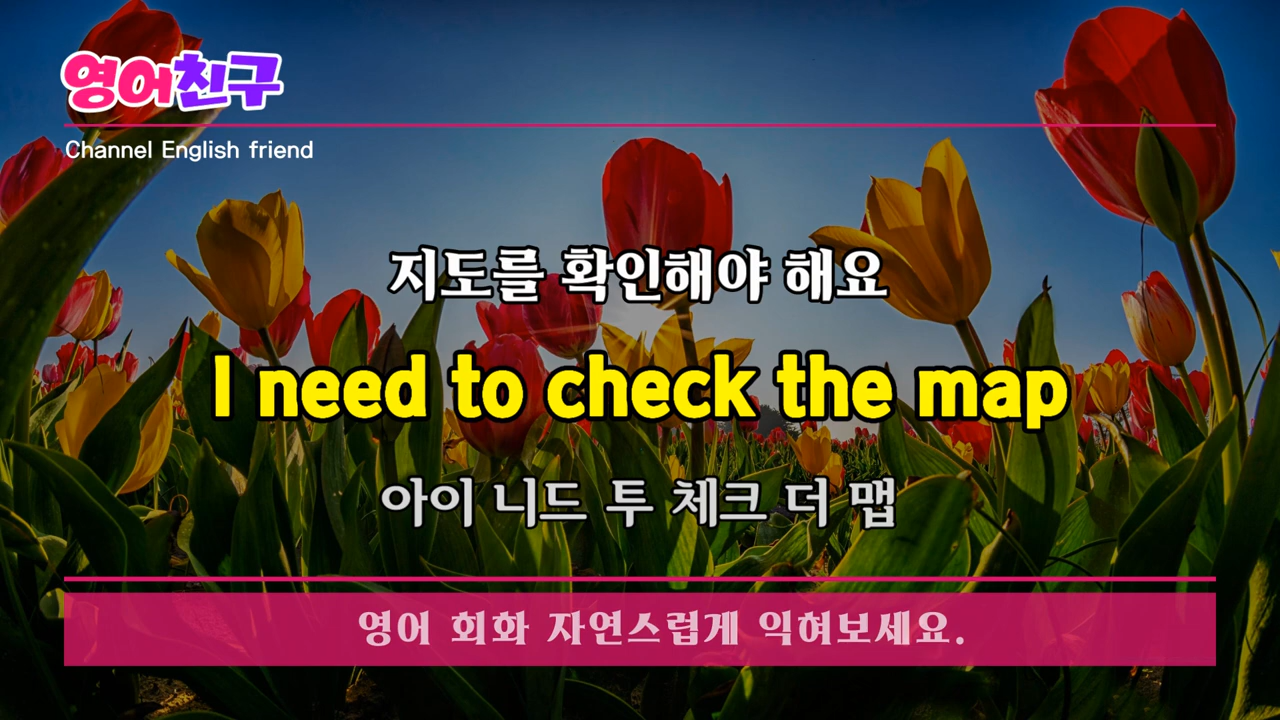 영어친구
Channel English friend
지도를 확인해야 해요
I need to check the map
아이 니드 투 체크 더 맵
영어 회화 자연스럽게 익혀보세요.